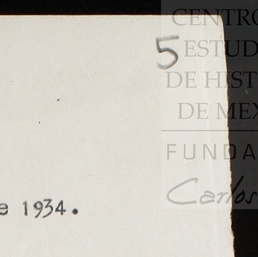 5
CENTRO
ESTUD
DE HIST
DE MEX
FUNDA
Carlos
e 1934.